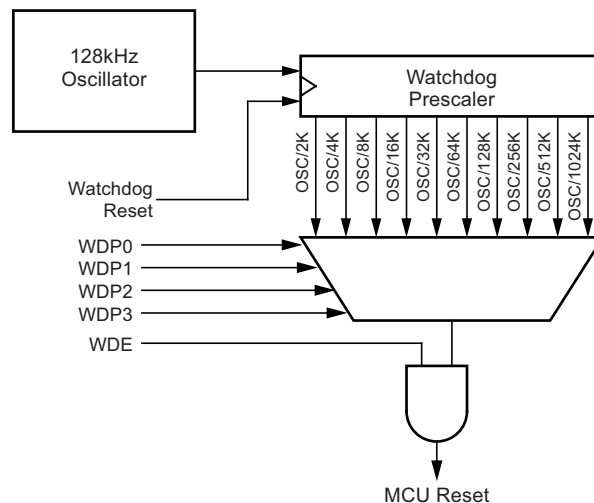 128kHz
Oscillator
Watchdog
Prescaler
OSC/2K
OSC/4K
OSC/8K
OSC/16K
OSC/32K
OSC/64K
OSC/128K
OSC/256K
OSC/512K
OSC/1024K
Watchdog
Reset
WDP0
WDP1
WDP2
WDP3
WDE
MCU Reset